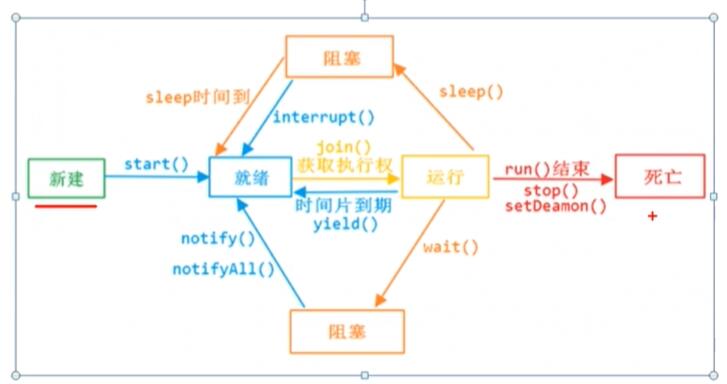 阻塞
sleep时间到
sleep()
interrupt()
join()
获取执行权
新建
start()
就绪
运行
run()结束
死亡
stop()
setDeamon()
时间片到期
yield()
notify()
notifyAll()
wait()
阻塞